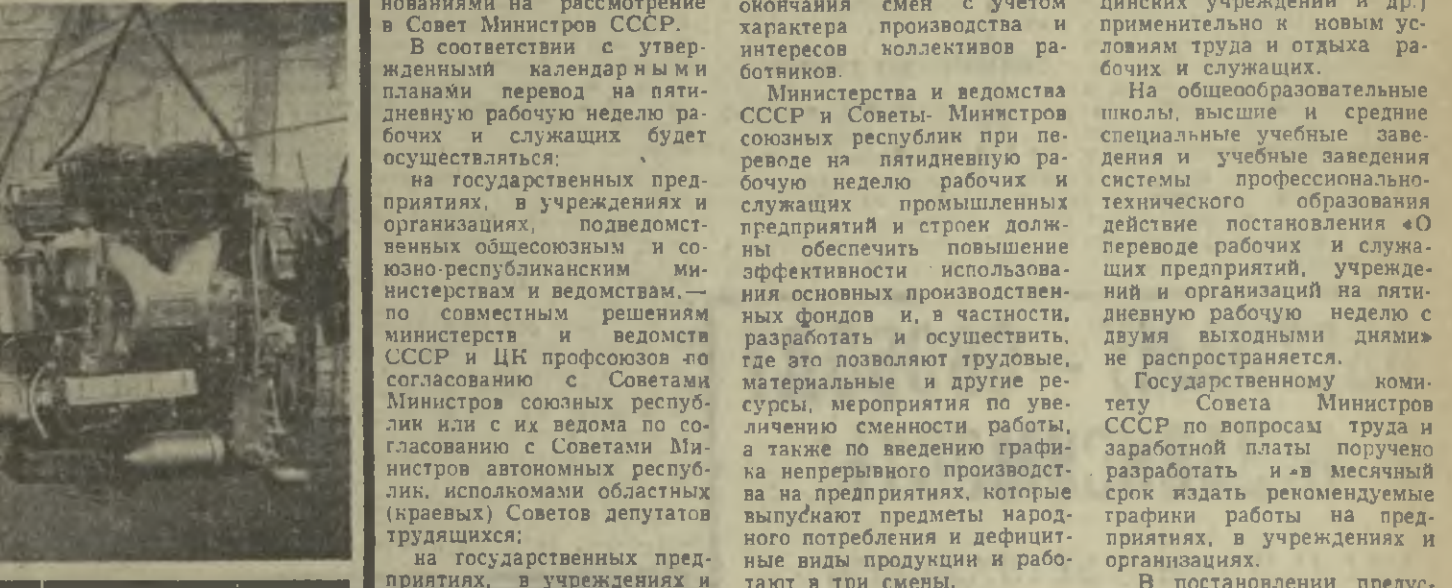 нованиями на рассмотрение
в Совет Министров СССР.
В соответствии с утвер-
жденными календарными
планами перевод на пяти-
дневную рабочую неделю ра-
бочих и служащих будет
осуществляться:
на государственных пред-
приятиях, в учреждениях и
организациях, подведомст-
венных общесоюзным и со-
юзно-республиканским ми-
нистерствам и ведомствам,—
по совместным решениям
министерств и ведомств
СССР и ЦК профсоюзов по
согласованию с Советами
Министров союзных респуб-
лик или с их ведома по со-
гласованию с Советами Ми-
нистров автономных респуб-
лик, исполкомами областных
(краевых) Советов депутатов
трудящихся;
на государственных пред-
приятиях, в учреждениях и
окончания смен с учетом
характера производства и
интересов коллективов ра-
ботников.
Министерства и ведомства
СССР и Советы- Министров
союзных республик при пе-
реводе на пятидневную ра-
бочую неделю рабочих и
служащих промышленных
предприятий и строек долж-
ны обеспечить повышение
эффективности использова-
ния основных производствен-
ных фондов и, в частности,
разработать и осуществить,
где это позволяют трудовые,
материальные и другие ре-
сурсы, мероприятия по уве-
личению сменности работы,
а также по введению графи-
ка непрерывного производст-
ва на предприятиях, которые
выпускают предметы народ-
ного потребления и дефицит-
ные виды продукции и рабо-
тают в три смены.
цинских учреждений и др.)
применительно к новым ус-
ловиям труда и отдыха ра-
бочих и служащих.
На общеобразовательные
школы, высшие и средние
специальные учебные заве-
дения и учебные заведения
системы профессионально-
технического образования
действие постановления «О
переводе рабочих и служа-
щих предприятий, учрежде-
ний и организаций на пяти-
дневную рабочую неделю с
двумя выходными днями»
не распространяется.
Государственному коми-
тету Совета Министров
СССР по вопросам труда и
заработной платы поручено
разработать и в месячный
срок издать рекомендуемые
графики работы на пред-
приятиях, в учреждениях и
организациях.
В постановлении предус-